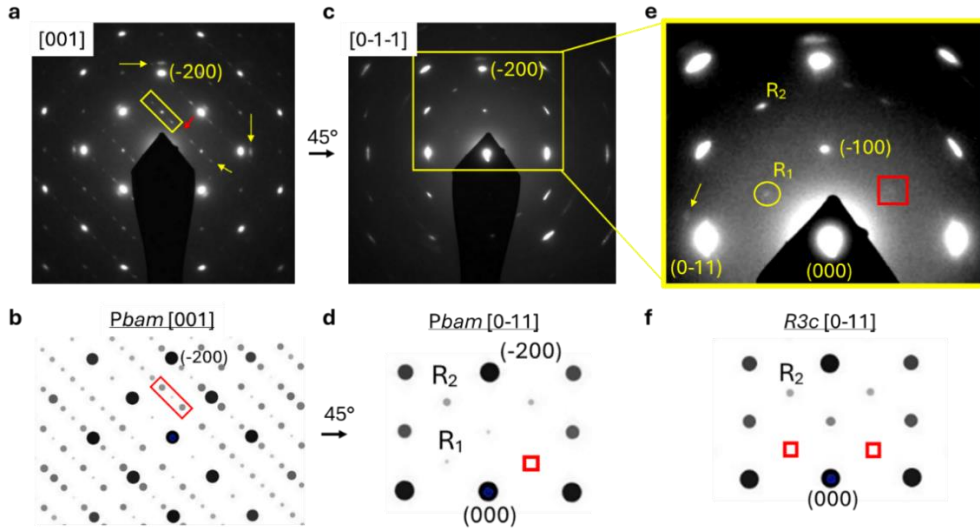 a
[001]
(-200)
45°
c
[0-1-1]
(-200)
e
R2
(-100)
R1
(0-11)
(000)
b
Pbam [001]
(-200)
45°
d
Pbam [0-11]
(-200)
R2
R1
(000)
f
R3c [0-11]
R2
(000)